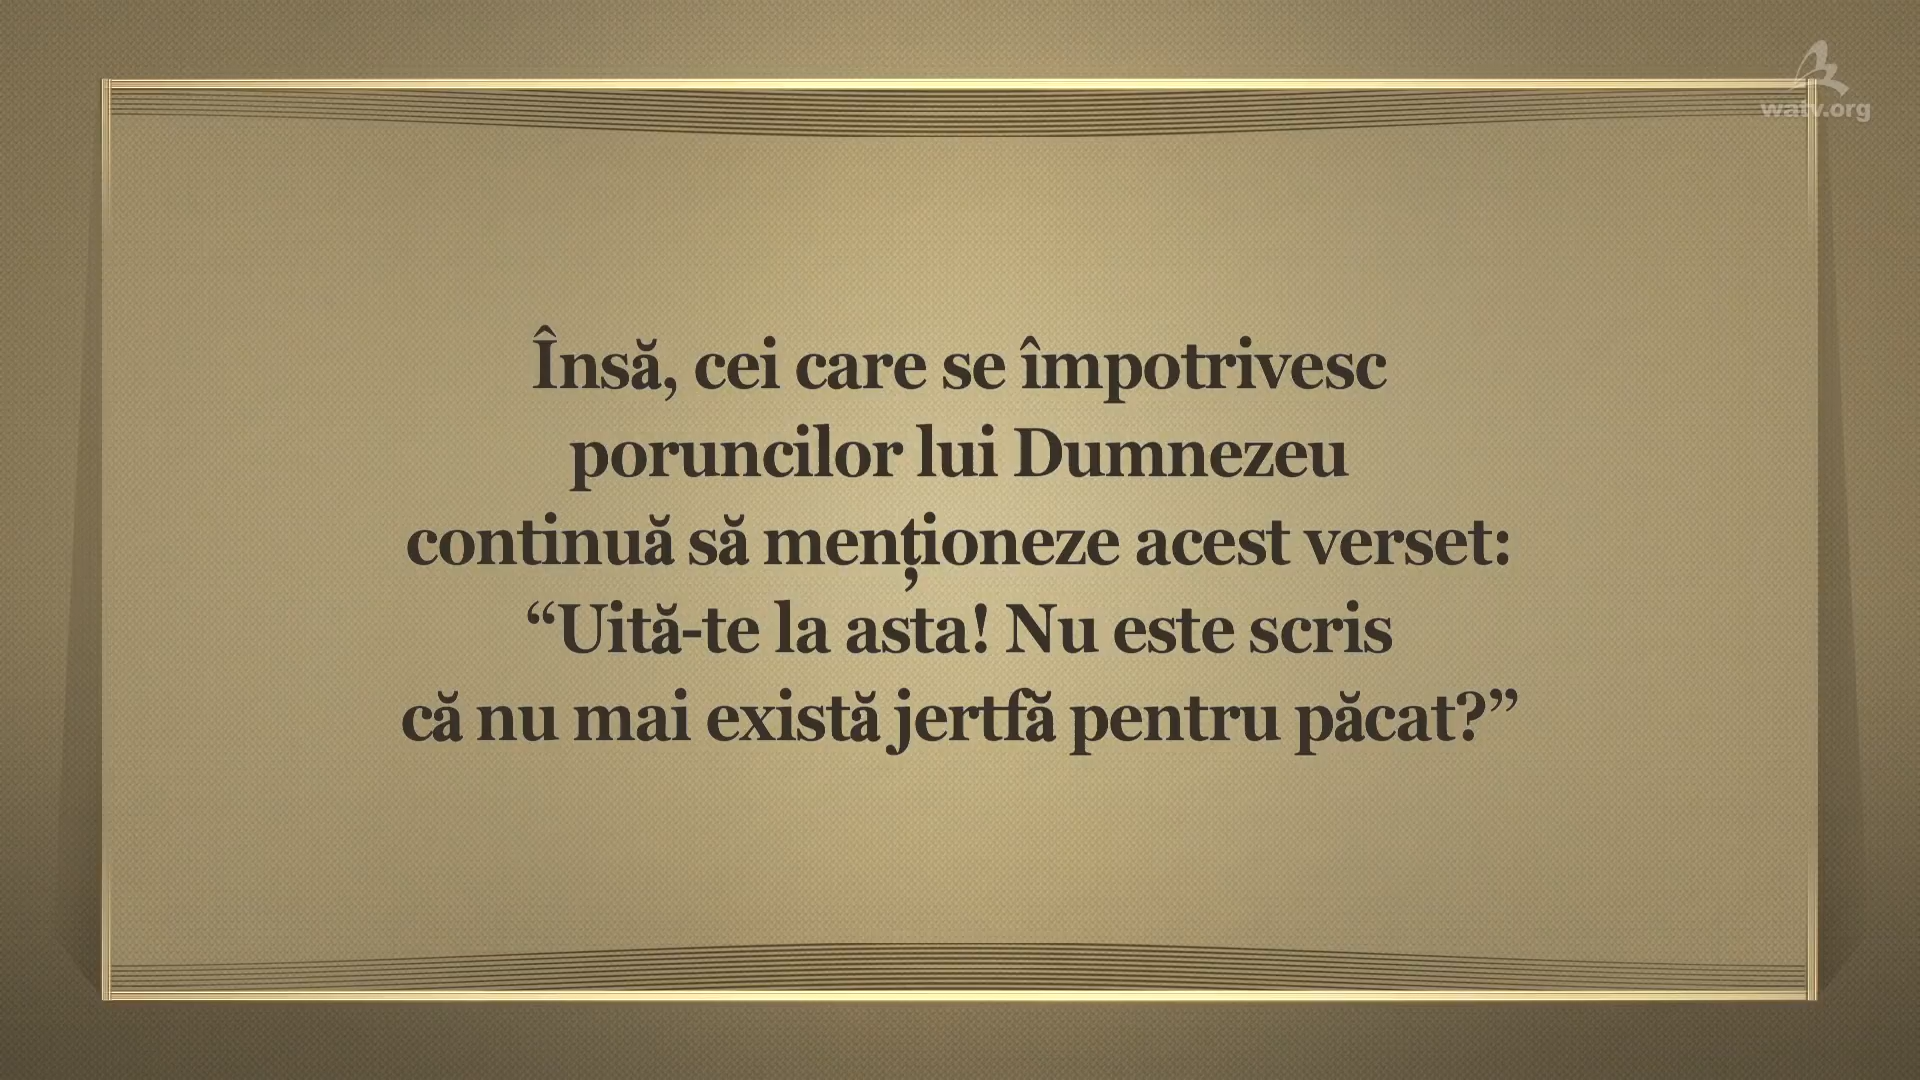 watv.org
Însă, cei care se împotrivesc
poruncilor lui Dumnezeu
continuă să menționeze acest verset:
“Uită-te la asta! Nu este scris
că nu mai există jertfă pentru păcat?”